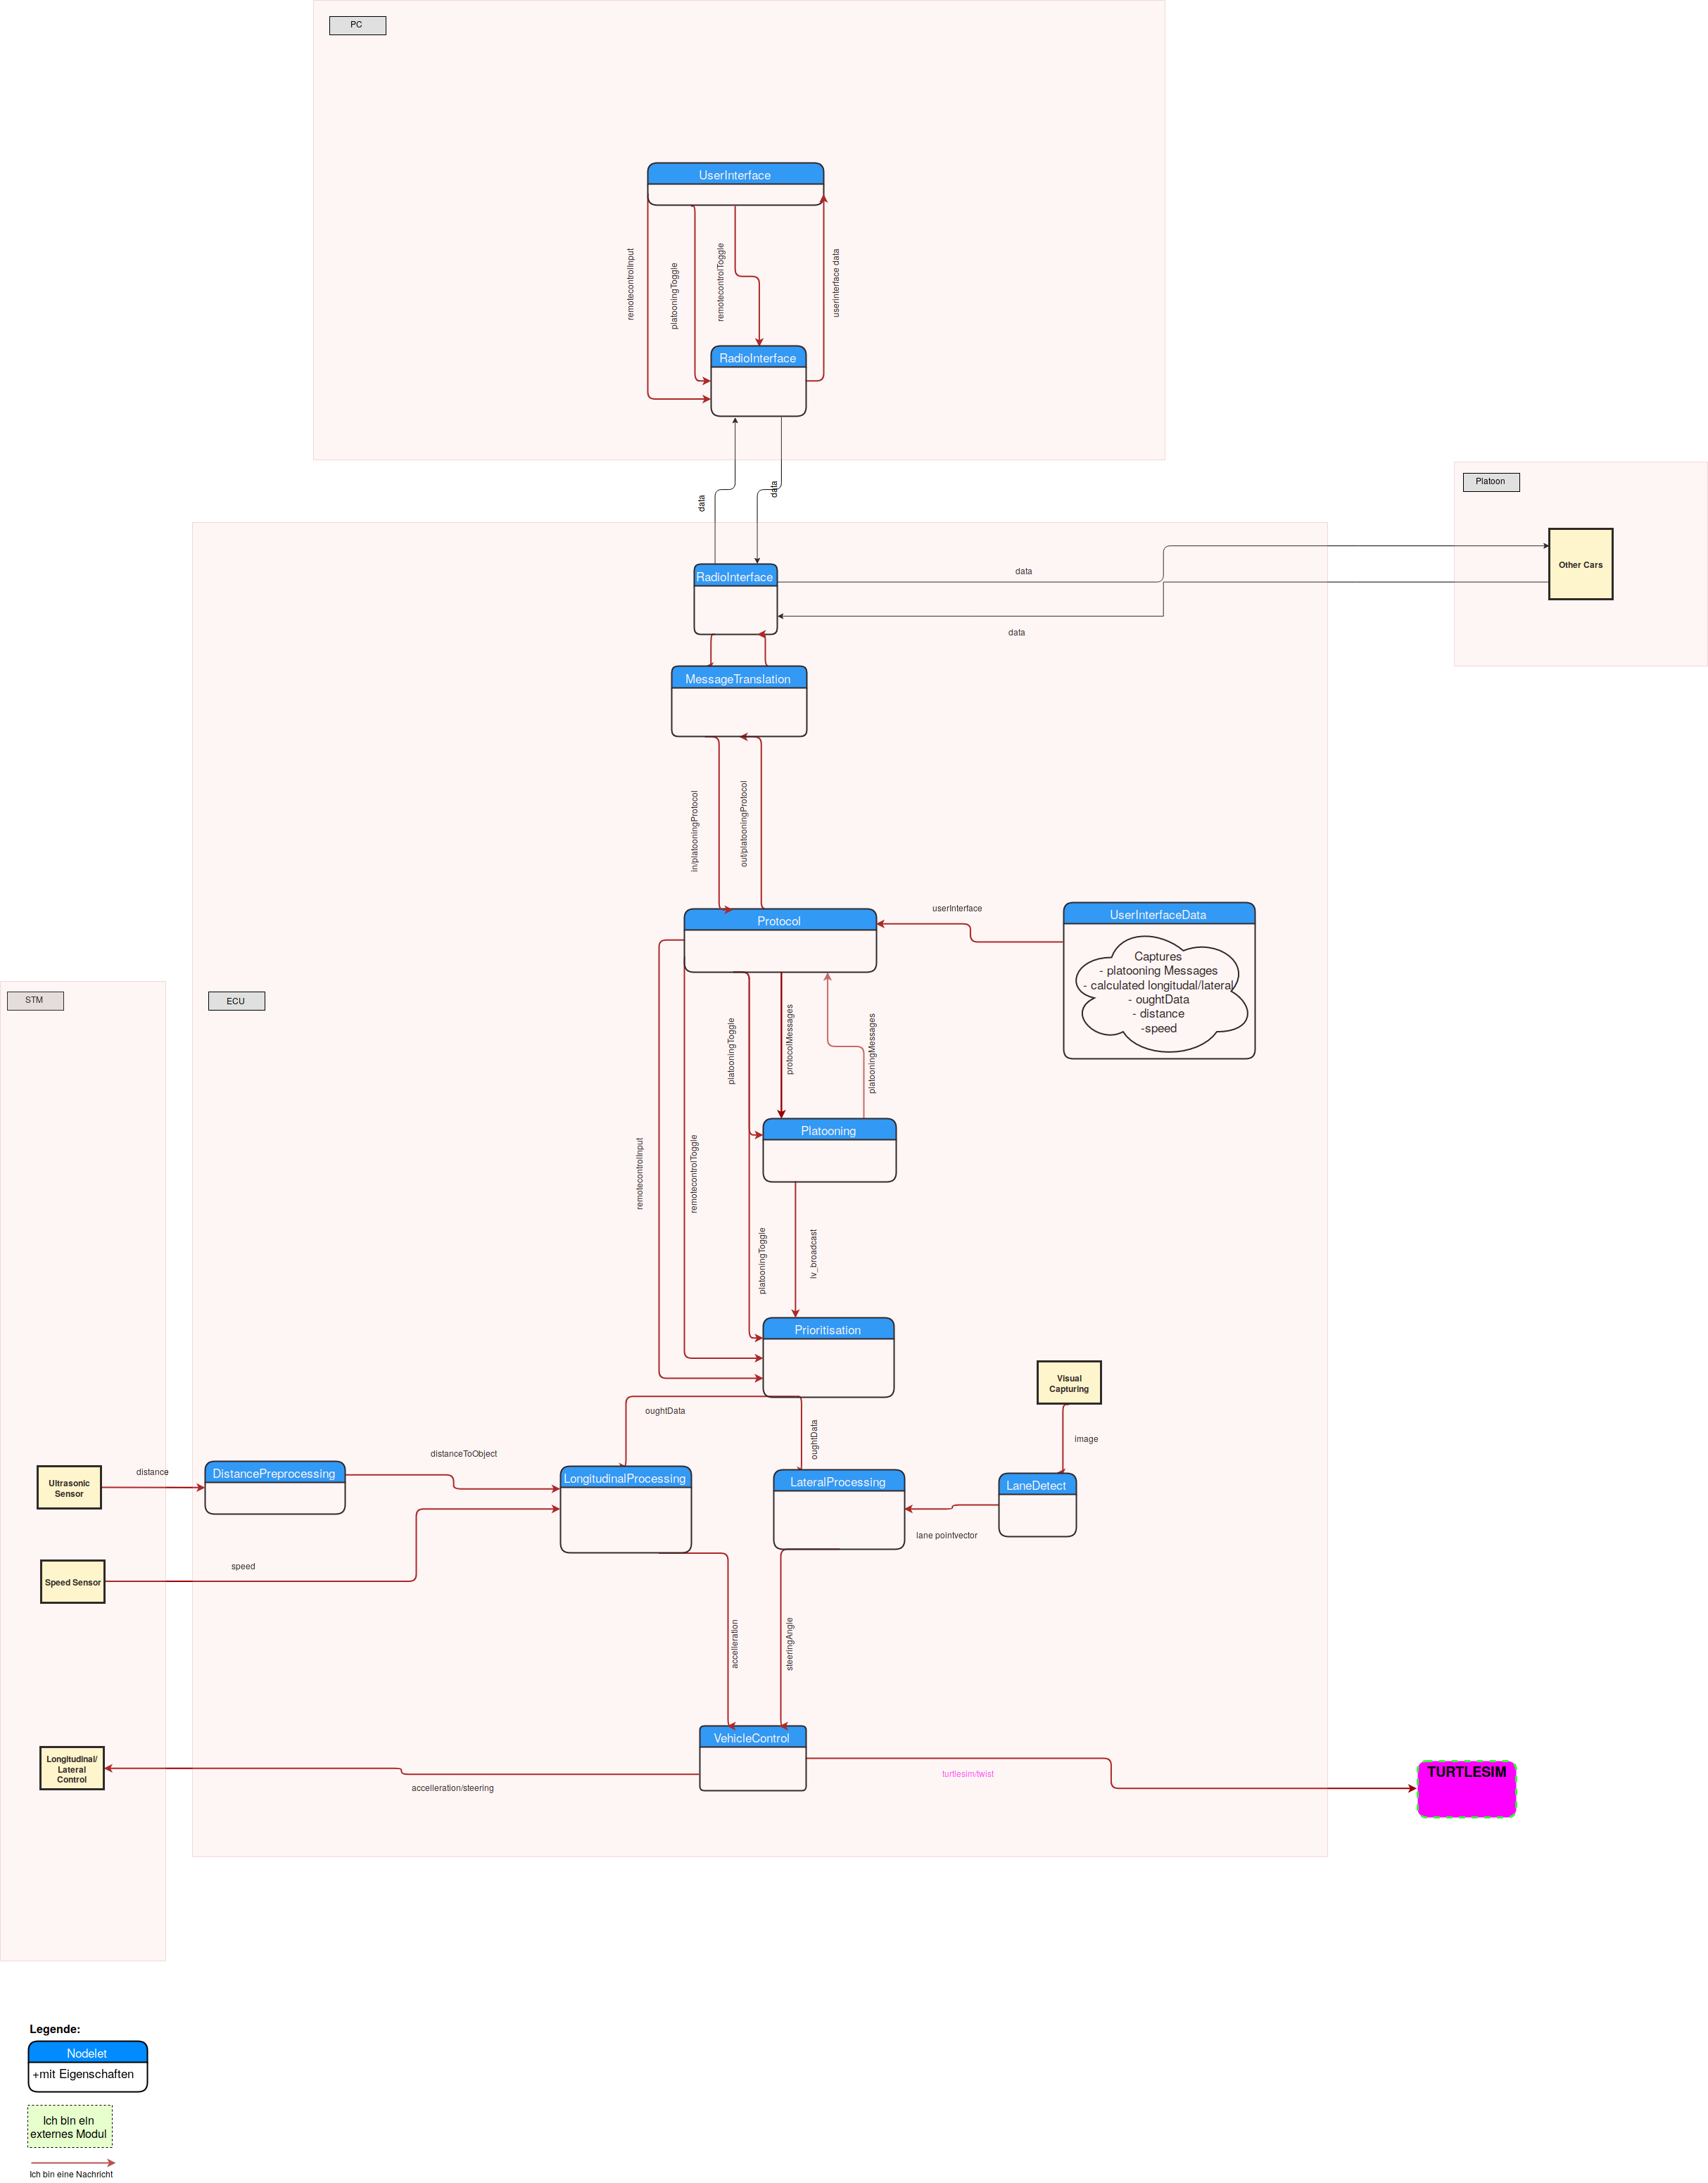 PC
UserInterface
remotecontrolInput
platooningToggle
remotecontrolToggle
userinterface data
RadioInterface
data
data
Platoon
Other Cars
RadioInterface
data
data
MessageTranslation
in/platooningProtocol
out/platooningProtocol
Protocol
userInterface
UserInterfaceData
Captures
- platooning Messages
- calculated longitudal/lateral
- oughtData
- distance
-speed
STM
ECU
platooningToggle
protocolMessages
platooningMessages
Platooning
remotecontrolInput
remotecontrolToggle
platooningToggle
lv_broadcast
Prioritisation
Visual
Capturing
oughtData
oughtData
image
distanceToObject
Ultrasonic
Sensor
distance
DistancePreprocessing
LongitudinalProcessing
LateralProcessing
LaneDetect
lane pointvector
Speed Sensor
speed
accelleration
steeringAngle
VehicleControl
Longitudinal/
Lateral
Control
accelleration/steering
turtlesim/twist
TURTLESIM
Legende:
Nodelet
+mit Eigenschaften
Ich bin ein
externes Modul
Ich bin eine Nachricht